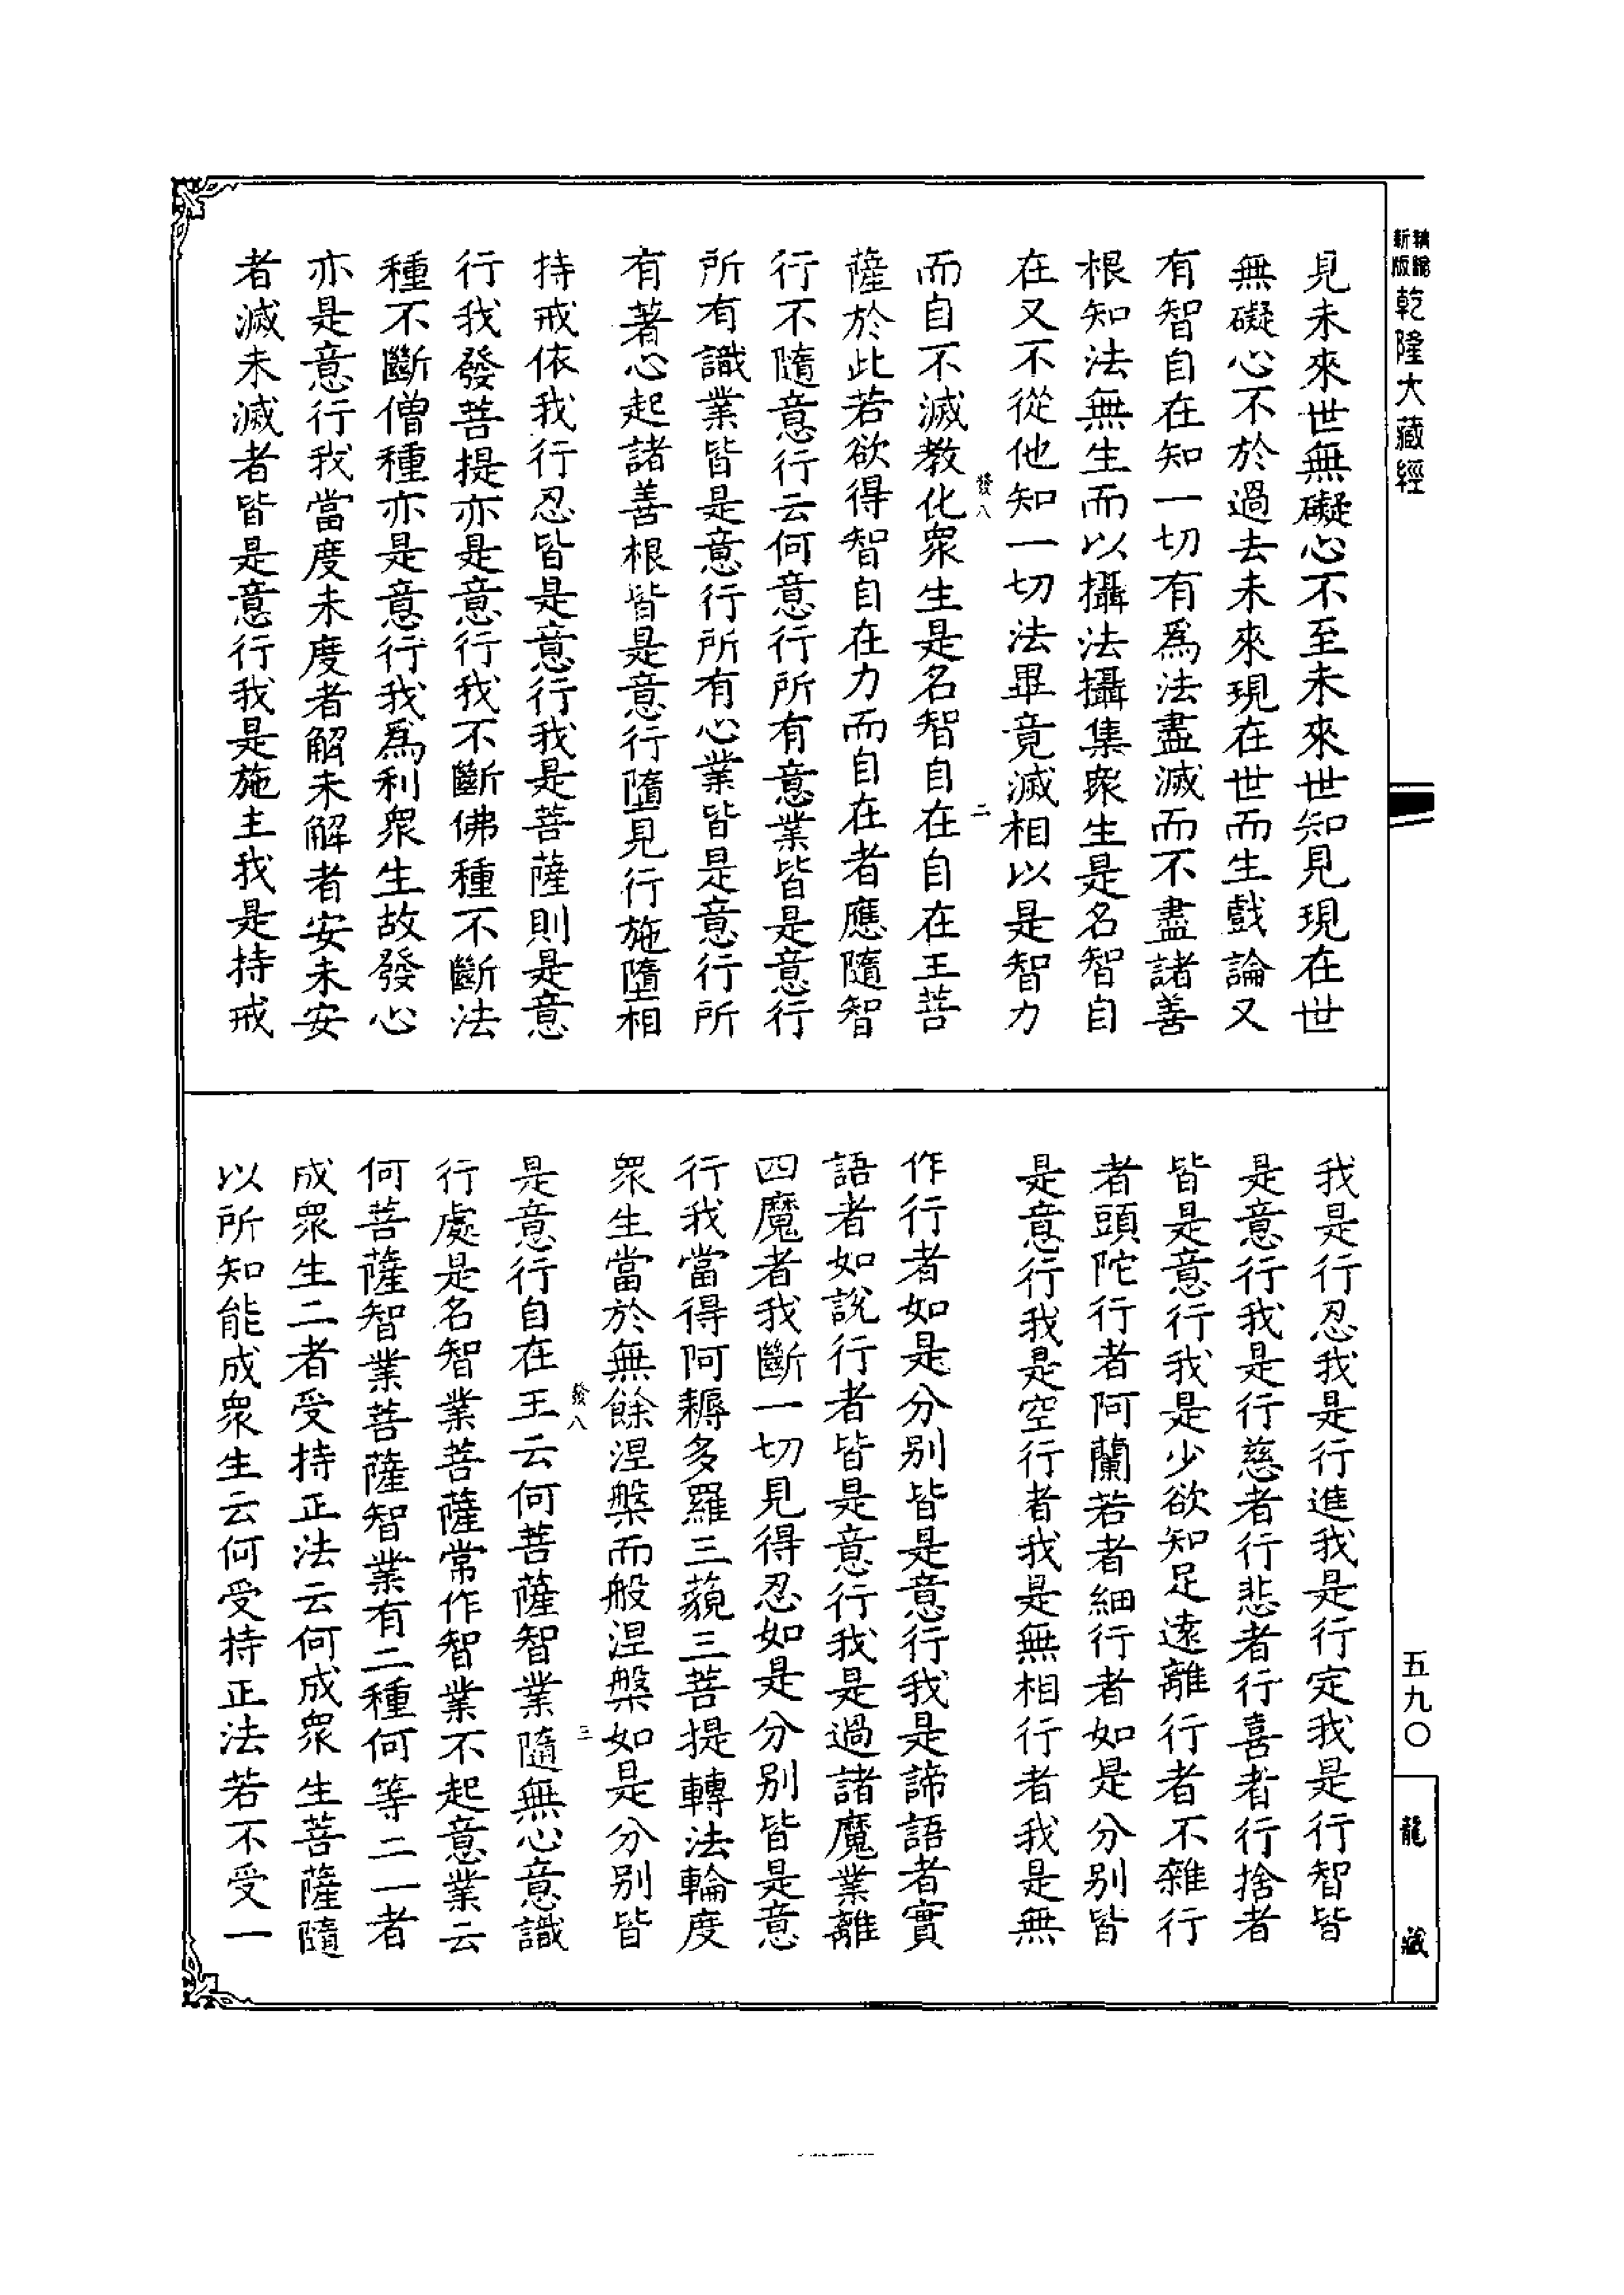 新版
乾隆大藏經
見未來世無礙心不至未來世知見現在世
無礙心不於過去未來現在世而生戲論又
有智自在知一切有爲法盡滅而不盡諸善
根知法無生而以攝法攝集衆生是名智自
在又不從他知一切法畢竟滅相以是智力
發八
二
而自不滅教化衆生是名智自在自在王菩
薩於此若欲得智自在力而自在者應隨智
行不隨意行云何意行所有意業皆是意行
所有識業皆是意行所有心業皆是意行所
有著心起諸善根皆是意行墮見行施墮相
持戒依我行忍皆是意行我是菩薩則是意
行我發菩提亦是意行我不斷佛種不斷法
種不斷僧種亦是意行我爲利衆生故發心
亦是意行我當度未度者解未解者安未安
者滅未滅者皆是意行我是施主我是持戒
我是行忍我是行進我是行定我是行智皆
是意行我是行慈者行悲者行喜者行捨者
皆是意行我是少欲知足遠離行者不雜行
者頭陀行者阿蘭若者細行者如是分别皆
是意行我是空行者我是無相行者我是無
作行者如是分别皆是意行我是諦語者實
語者如說行者皆是意行我是過諸魔業離
四魔者我斷一切見得忍如是分别皆是意
行我當得阿耨多羅三藐三菩提轉法輪度
衆生當於無餘涅槃而般涅槃如是分别皆
發八
三
是意行自在王云何菩薩智業隨無心意識
行處是名智業菩薩常作智業不起意業云
何菩薩智業菩薩智業有二種何等二一者
成衆生二者受持正法云何成衆生菩薩隨
以所知能成衆生云何受持正法若不受一
五九〇
龍藏